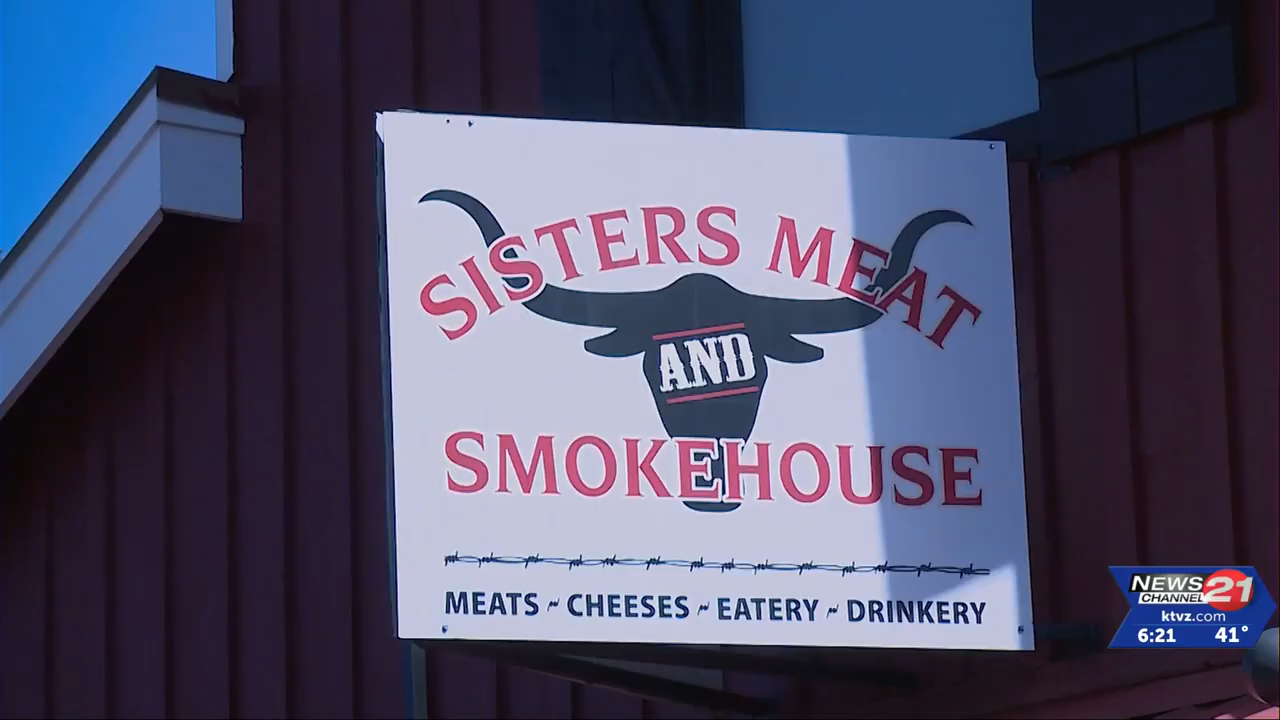 SISTERS MEAT
AND
SMOKEHOUSE
MEATS ~ CHEESES ~ EATERY ~ DRINKERY
NEWS
CHANNEL 21
ktvz.com
6:21 41°